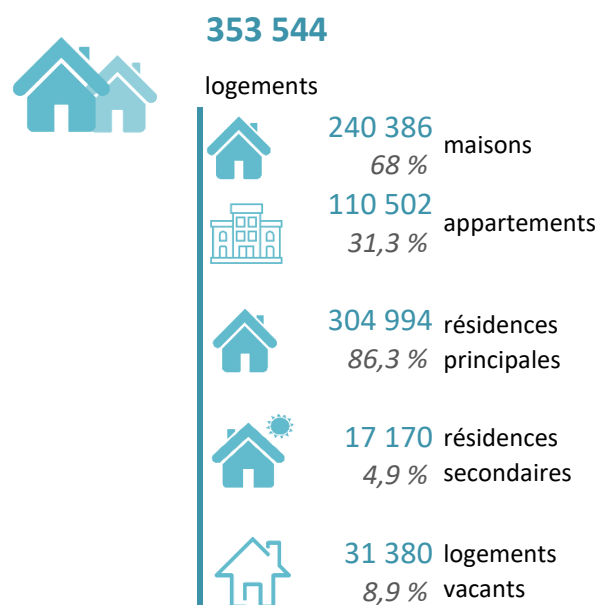 353 544
logements
240 386
68 %
maisons
110 502
31,3 %
appartements
304 994 résidences
86,3 % principales
17 170 résidences
4,9 % secondaires
31 380 logements
8,9 % vacants